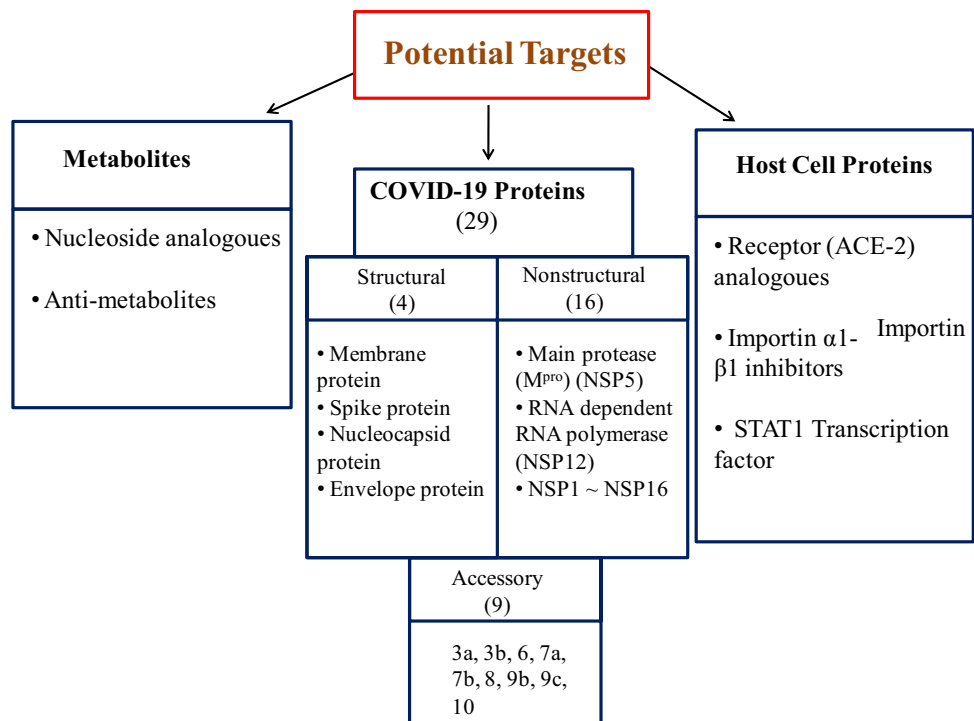 Potential Targets
Metabolites
• Nucleoside analogoues
• Anti-metabolites
COVID-19 Proteins
(29)
Structural
(4)
• Membrane
protein
• Spike protein
• Nucleocapsid
protein
• Envelope protein
Nonstructural
(16)
• Main protease
(Mᵖʳᵒ) (NSP5)
• RNA dependent
RNA polymerase
(NSP12)
• NSP1 ~ NSP16
Accessory
(9)
3a, 3b, 6, 7a,
7b, 8, 9b, 9c,
10
Host Cell Proteins
• Receptor (ACE-2)
analogoues
• Importin α1- Importin
β1 inhibitors
• STAT1 Transcription
factor